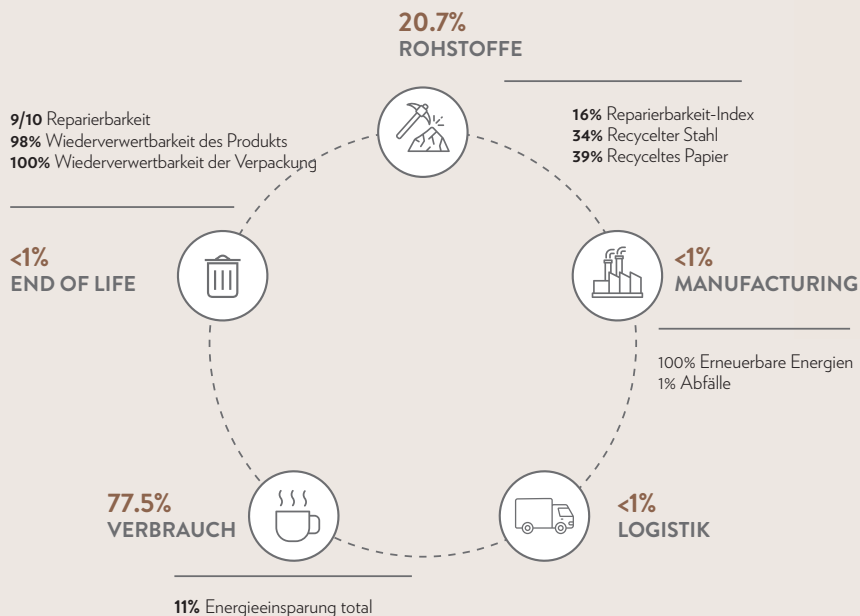 20.7%
ROHSTOFFE
16% Reparierbarkeit-Index
34% Recycelter Stahl
39% Recyceltes Papier
<1%
MANUFACTURING
100% Erneuerbare Energien
1% Abfälle
<1%
LOGISTIK
77.5%
VERBRAUCH
11% Energieeinsparung total
9/10 Reparierbarkeit
98% Wiederverwertbarkeit des Produkts
100% Wiederverwertbarkeit der Verpackung
<1%
END OF LIFE